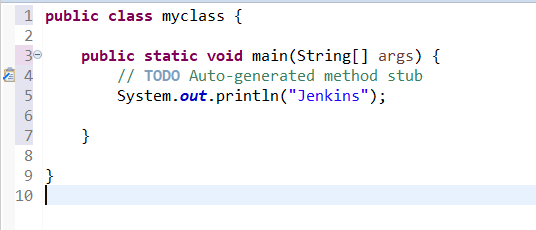 1 public class myclass {
2
3 public static void main(String[] args) {
4 // TODO Auto-generated method stub
5 System.out.println("Jenkins");
6
7 }
8
9 }
10